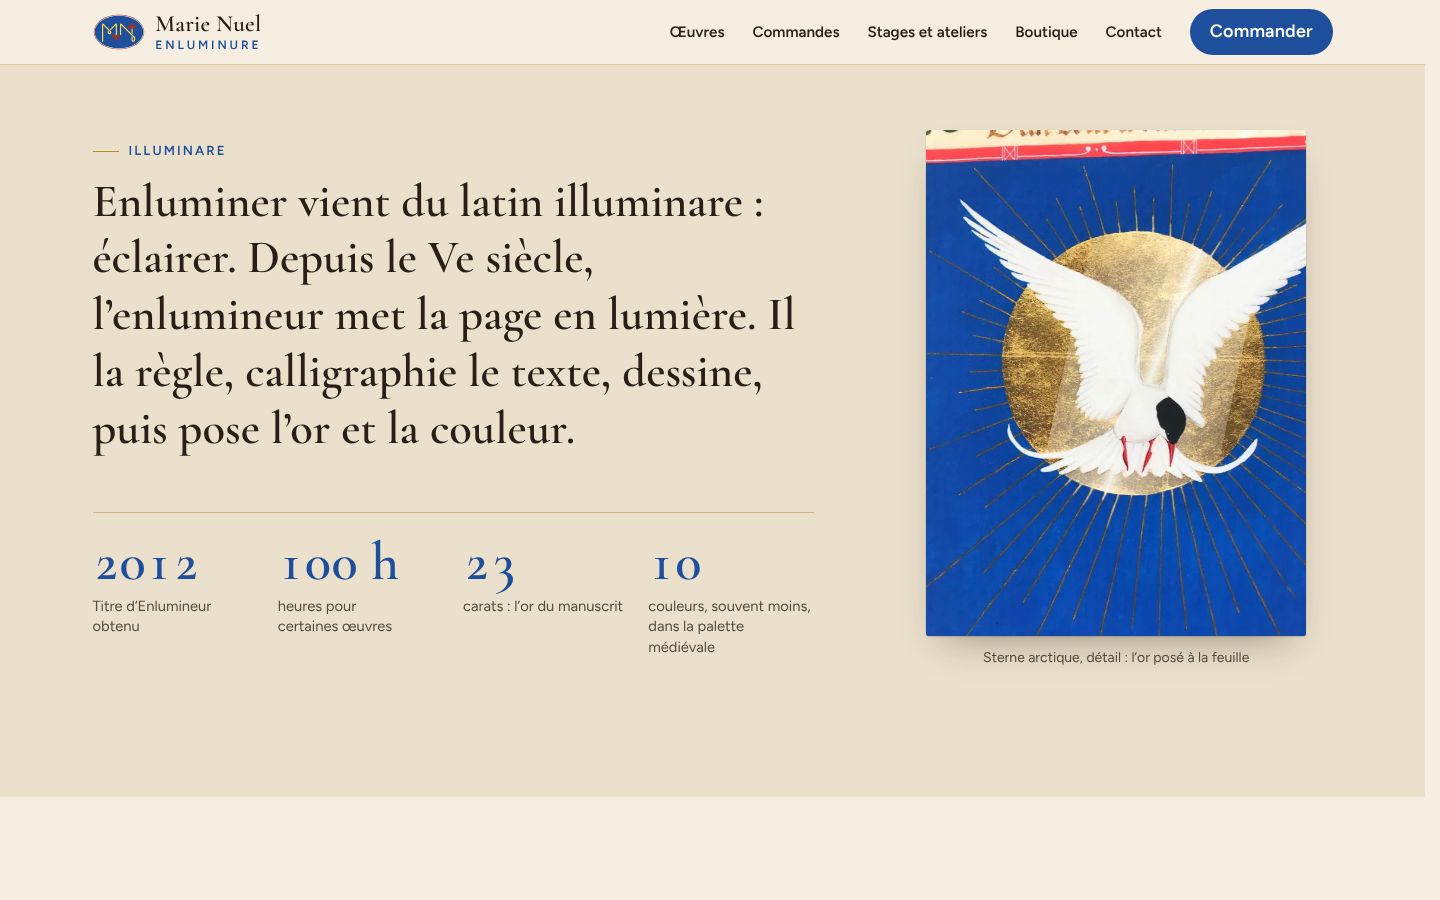 Marie Nuel
ENLUMINURE
Œuvres
Commandes
Stages et ateliers
Boutique
Contact
Commander
ILLUMINARE
Enluminer vient du latin illuminare :
éclairer. Depuis le Ve siècle,
l’enlumineur met la page en lumière. Il
la règle, calligraphie le texte, dessine,
puis pose l’or et la couleur.
2012
Titre d’Enlumineur
obtenu
100 h
heures pour
certaines œuvres
23
carats : l’or du manuscrit
10
couleurs, souvent moins,
dans la palette
médiévale
Sterne arctique, détail : l’or posé à la feuille